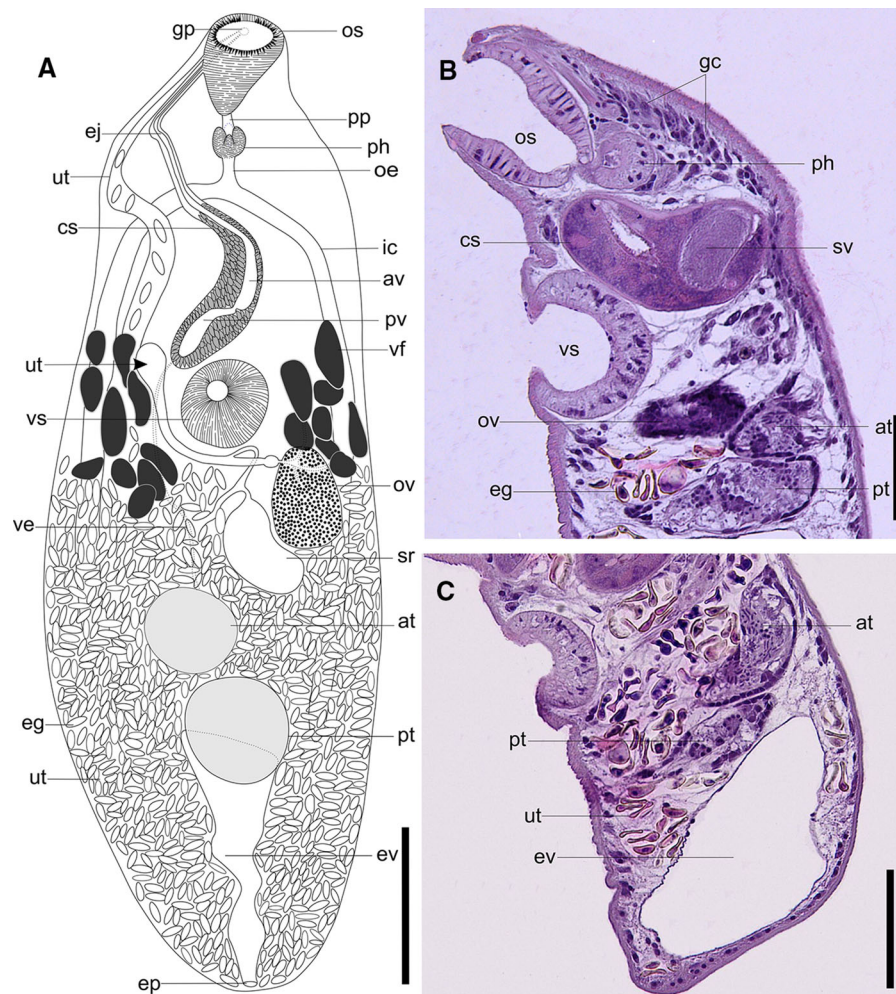 A
gp
os
pp
ej
ph
ut
oe
cs
ic
av
pv
vf
ut
vs
ov
ve
sr
at
eg
pt
ut
ev
ep
B
gc
os
ph
cs
sv
vs
ov
at
eg
pt
C
at
pt
ut
ev